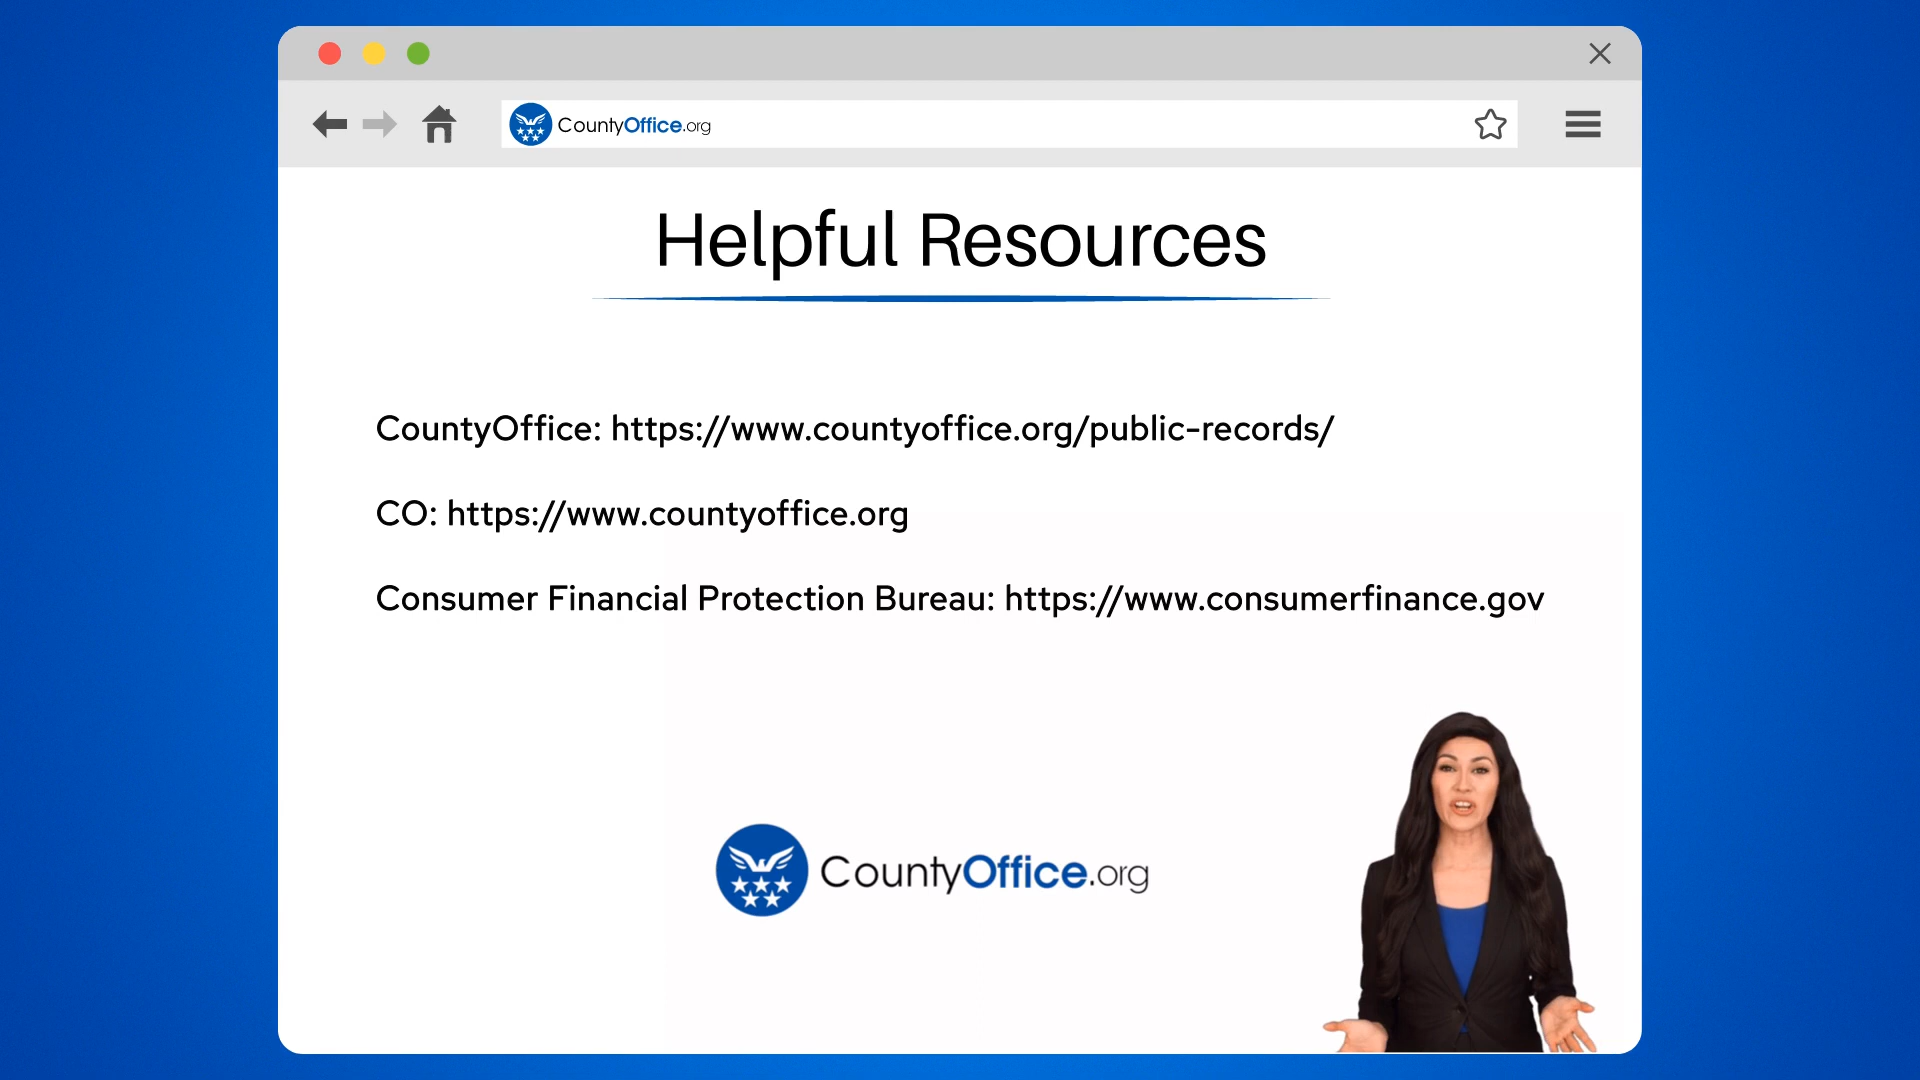 CountyOffice.org
Helpful Resources
CountyOffice: https://www.countyoffice.org/public-records/
CO: https://www.countyoffice.org
Consumer Financial Protection Bureau: https://www.consumerfinance.gov
CountyOffice.org